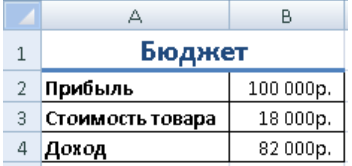 A B
1 Бюджет
2 Прибыль 100 000р.
3 Стоимость товара 18 000р.
4 Доход 82 000р.